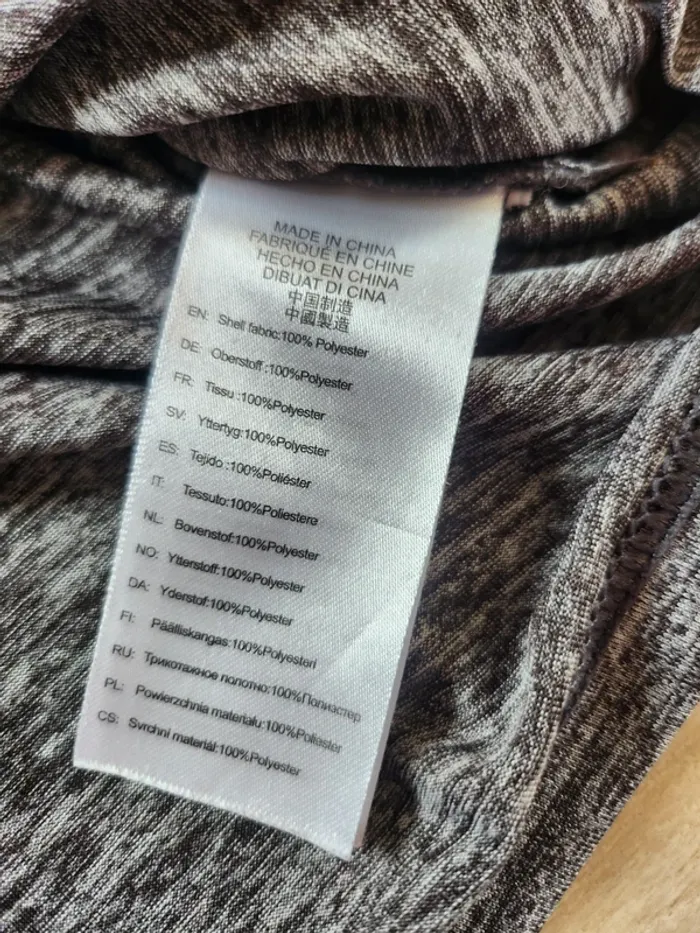 MADE IN CHINA
FABRIQUÉ EN CHINE
HECHO EN CHINA
DIBUAT DI CINA
中国制造
中國製造
EN: Shell fabric:100% Polyester
DE: Oberstoff :100%Polyester
FR: Tissu :100%Polyester
SV: Yttertyg:100%Polyester
ES: Tejido :100%Poliéster
IT: Tessuto:100%Poliestere
NL: Bovenstof:100%Polyester
NO: Ytterstoff:100%Polyester
DA: Yderstof:100%Polyester
FI: Päälliskangas:100%Polyesteri
RU: Трикотажное полотно:100%Полиэстер
PL: Powierzchnia materiału:100%Poliester
CS: Svrchní materiál:100%Polyester